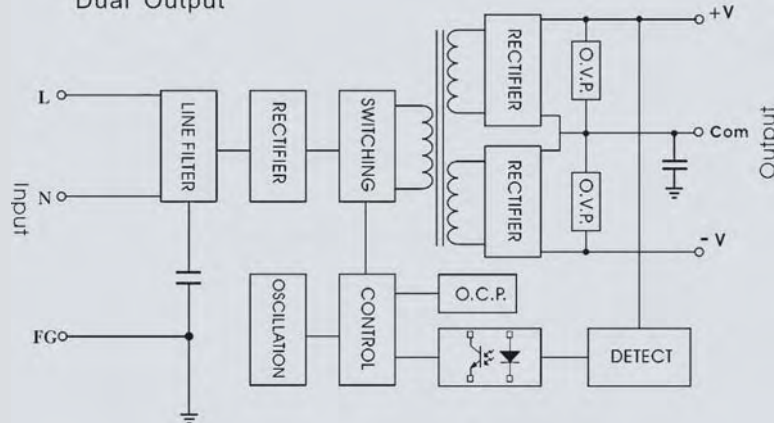 Dual Output
+V
RECTIFIER
O.V.P.
L
LINE FILTER
RECTIFIER
SWITCHING
Com
Output
Input
N
RECTIFIER
O.V.P.
- V
OSCILLATION
CONTROL
O.C.P.
FG
DETECT